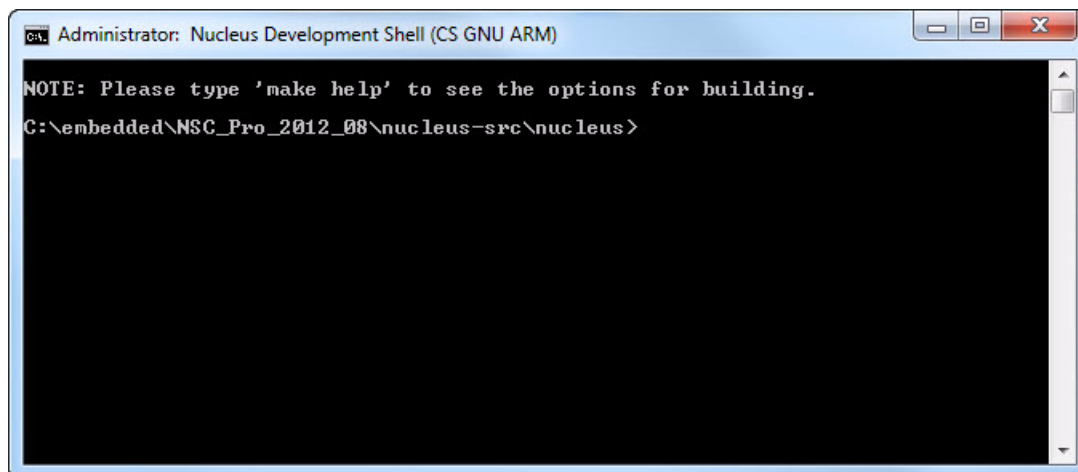 Administrator: Nucleus Development Shell (CS GNU ARM)
NOTE: Please type 'make help' to see the options for building.
C:\embedded\NSC_Pro_2012_08\nucleus-src\nucleus>